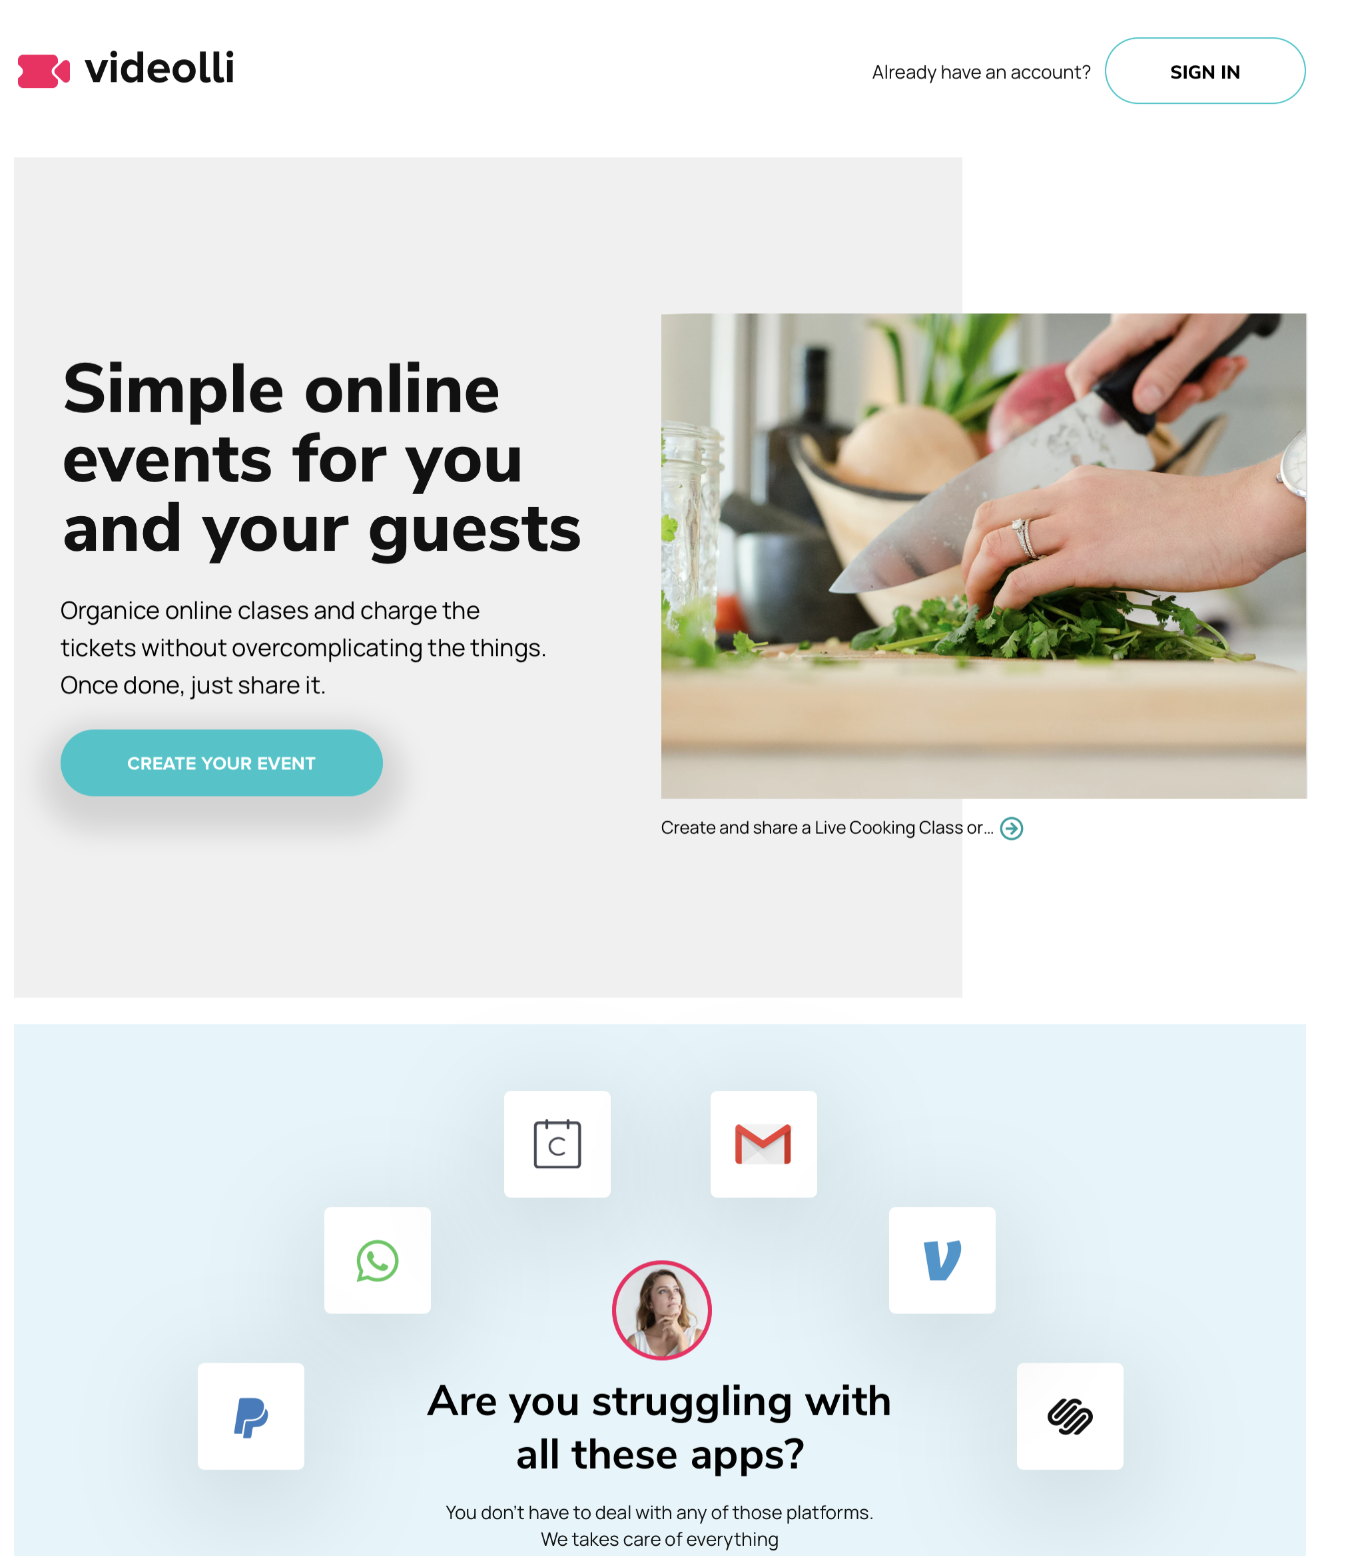 videolli
Already have an account?
SIGN IN
Simple online
events for you
and your guests
Organice online clases and charge the
tickets without overcomplicating the things.
Once done, just share it.
CREATE YOUR EVENT
Create and share a Live Cooking Class or...
C
Are you struggling with
all these apps?
You don't have to deal with any of those platforms.
We takes care of everything